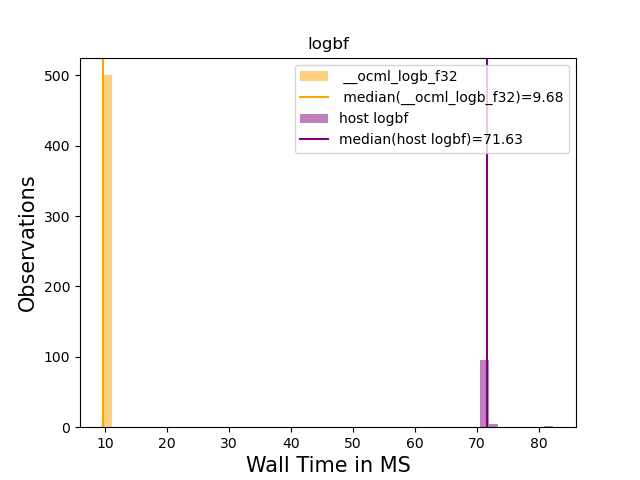 logbf
500
400
300
200
100
0
Observations
__ocml_logb_f32
median(__ocml_logb_f32)=9.68
host logbf
median(host logbf)=71.63
10 20 30 40 50 60 70 80
Wall Time in MS